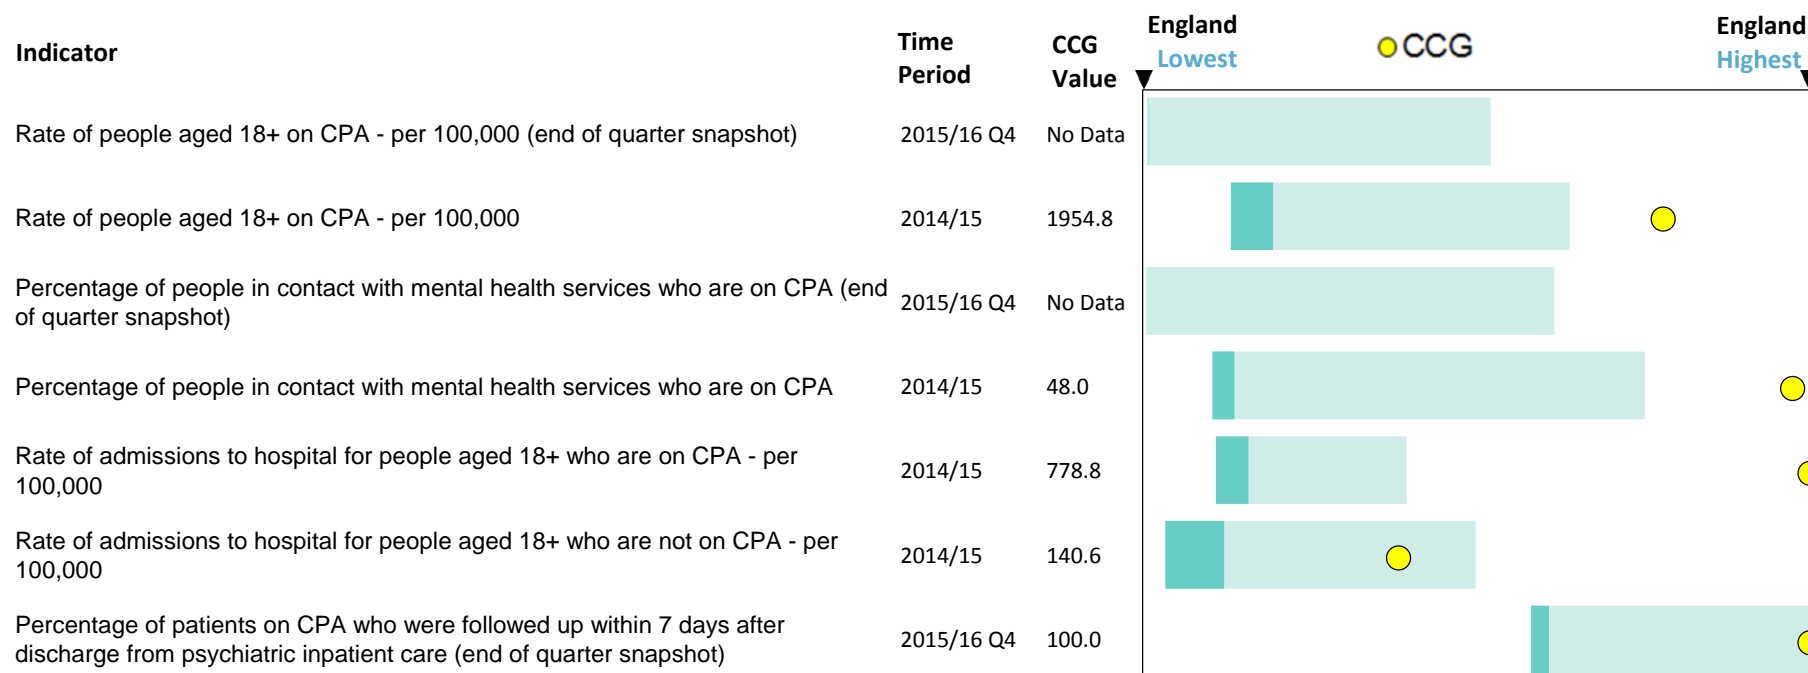 Indicator
Time Period
CCG Value
England Lowest
CCG
England Highest
Rate of people aged 18+ on CPA - per 100,000 (end of quarter snapshot)
2015/16 Q4
No Data
Rate of people aged 18+ on CPA - per 100,000
2014/15
1954.8
Percentage of people in contact with mental health services who are on CPA (end
of quarter snapshot)
2015/16 Q4
No Data
Percentage of people in contact with mental health services who are on CPA
2014/15
48.0
Rate of admissions to hospital for people aged 18+ who are on CPA - per
100,000
2014/15
778.8
Rate of admissions to hospital for people aged 18+ who are not on CPA - per
100,000
2014/15
140.6
Percentage of patients on CPA who were followed up within 7 days after
discharge from psychiatric inpatient care (end of quarter snapshot)
2015/16 Q4
100.0